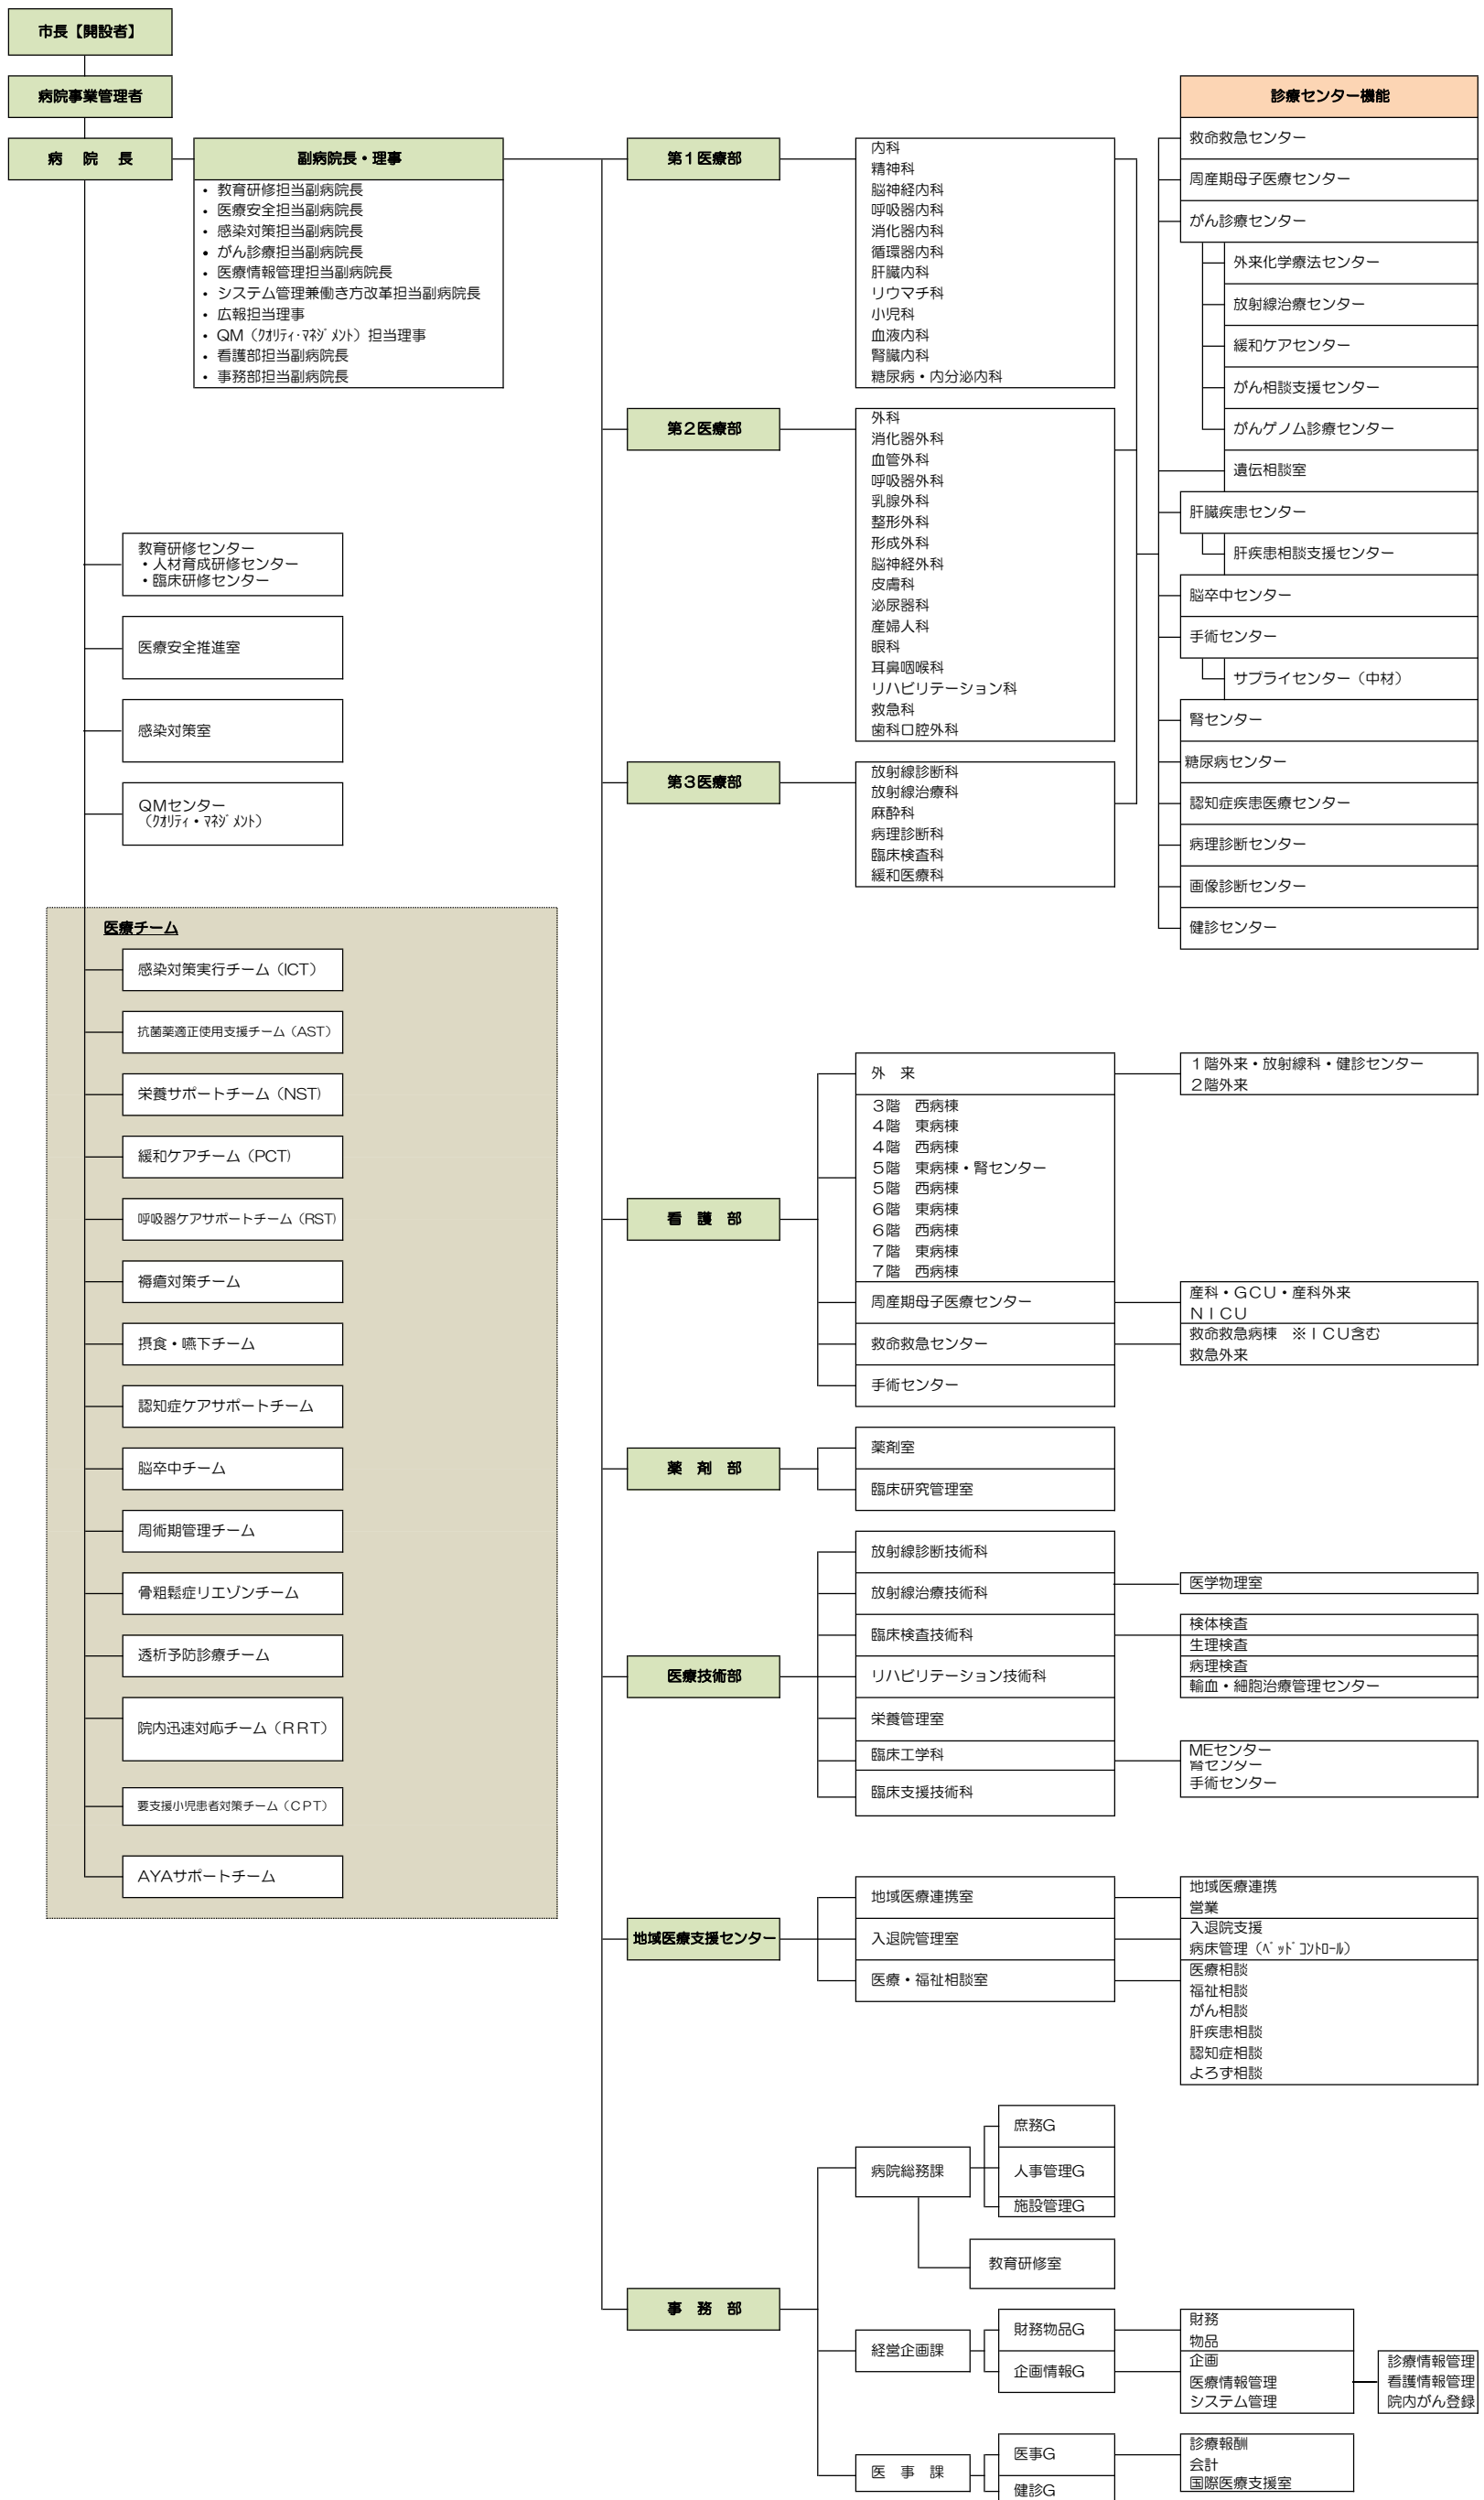 市長【開設者】
病院事業管理者
病　院　長
副病院長・理事
・ 教育研修担当副病院長
・ 医療安全担当副病院長
・ 感染対策担当副病院長
・ がん診療担当副病院長
・ 医療情報管理担当副病院長
・ システム管理兼働き方改革担当副病院長
・ 広報担当理事
・ QM（ｸｵﾘﾃｨ･ﾏﾈｼﾞﾒﾝﾄ）担当理事
・ 看護部担当副病院長
・ 事務部担当副病院長
教育研修センター
・人材育成研修センター
・臨床研修センター
医療安全推進室
感染対策室
QMセンター
（ｸｵﾘﾃｨ・ﾏﾈｼﾞﾒﾝﾄ）
医療チーム
感染対策実行チーム（ICT）
抗菌薬適正使用支援チーム（AST）
栄養サポートチーム（NST）
緩和ケアチーム（PCT）
呼吸器ケアサポートチーム（RST）
褥瘡対策チーム
摂食・嚥下チーム
認知症ケアサポートチーム
脳卒中チーム
周術期管理チーム
骨粗鬆症リエゾンチーム
透析予防診療チーム
院内迅速対応チーム（ＲＲＴ）
要支援小児患者対策チーム（ＣＰＴ）
AYAサポートチーム
第１医療部
内科
精神科
脳神経内科
呼吸器内科
消化器内科
循環器内科
肝臓内科
リウマチ科
小児科
血液内科
腎臓内科
糖尿病・内分泌内科
第２医療部
外科
消化器外科
血管外科
呼吸器外科
乳腺外科
整形外科
形成外科
脳神経外科
皮膚科
泌尿器科
産婦人科
眼科
耳鼻咽喉科
リハビリテーション科
救急科
歯科口腔外科
第３医療部
放射線診断科
放射線治療科
麻酔科
病理診断科
臨床検査科
緩和医療科
診療センター機能
救命救急センター
周産期母子医療センター
がん診療センター
外来化学療法センター
放射線治療センター
緩和ケアセンター
がん相談支援センター
がんゲノム診療センター
遺伝相談室
肝臓疾患センター
肝疾患相談支援センター
脳卒中センター
手術センター
サプライセンター（中材）
腎センター
糖尿病センター
認知症疾患医療センター
病理診断センター
画像診断センター
健診センター
看　護　部
外　来
１階外来・放射線科・健診センター
２階外来
３階　西病棟
４階　東病棟
４階　西病棟
５階　東病棟・腎センター
５階　西病棟
６階　東病棟
６階　西病棟
７階　東病棟
７階　西病棟
周産期母子医療センター
産科・ＧＣＵ・産科外来
ＮＩＣＵ
救命救急センター
救命救急病棟　※ＩＣＵ含む
救急外来
手術センター
薬　剤　部
薬剤室
臨床研究管理室
医療技術部
放射線診断技術科
放射線治療技術科
医学物理室
臨床検査技術科
検体検査
生理検査
病理検査
輸血・細胞治療管理センター
リハビリテーション技術科
栄養管理室
臨床工学科
MEセンター
腎センター
手術センター
臨床支援技術科
地域医療支援センター
地域医療連携室
地域医療連携
営業
入退院管理室
入退院支援
病床管理（ﾍﾞｯﾄﾞｺﾝﾄﾛｰﾙ）
医療・福祉相談室
医療相談
福祉相談
がん相談
肝疾患相談
認知症相談
よろず相談
事　務　部
病院総務課
庶務G
人事管理G
施設管理G
教育研修室
経営企画課
財務物品G
財務
物品
企画情報G
企画
医療情報管理
システム管理
診療情報管理
看護情報管理
院内がん登録
医　事　課
医事G
診療報酬
会計
国際医療支援室
健診G